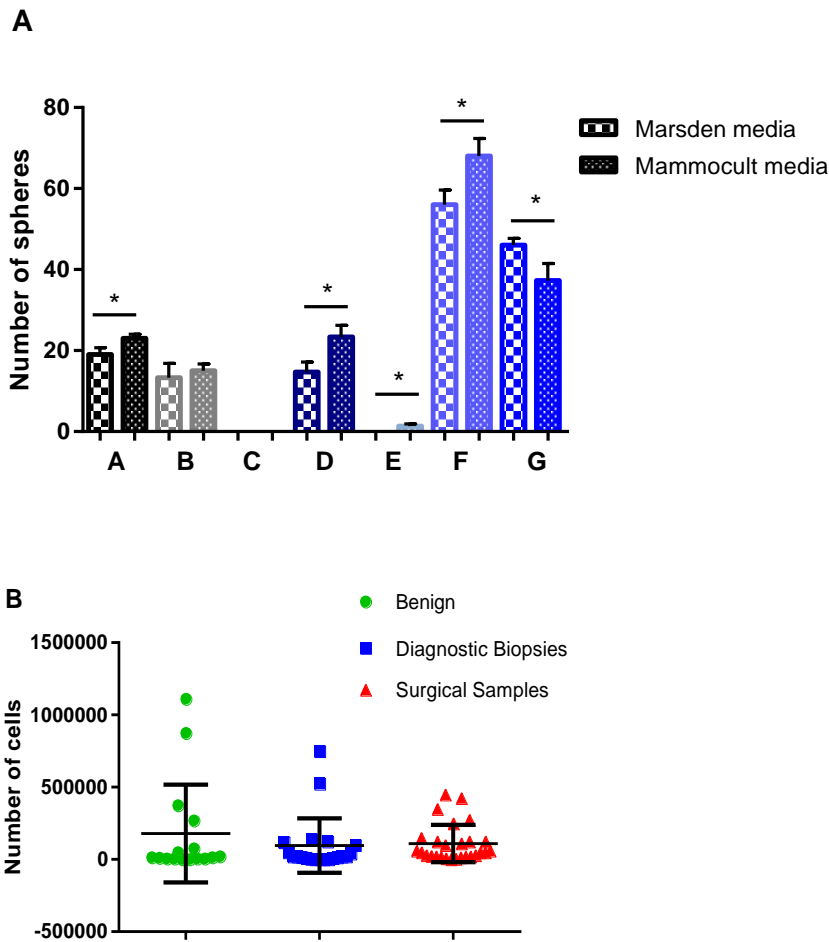 A
Number of spheres
80
60
40
20
0
* * * * *
A B C D E F G
Marsden media
Mammocult media
B
Number of cells
1500000
1000000
500000
0
-500000
Benign
Diagnostic Biopsies
Surgical Samples